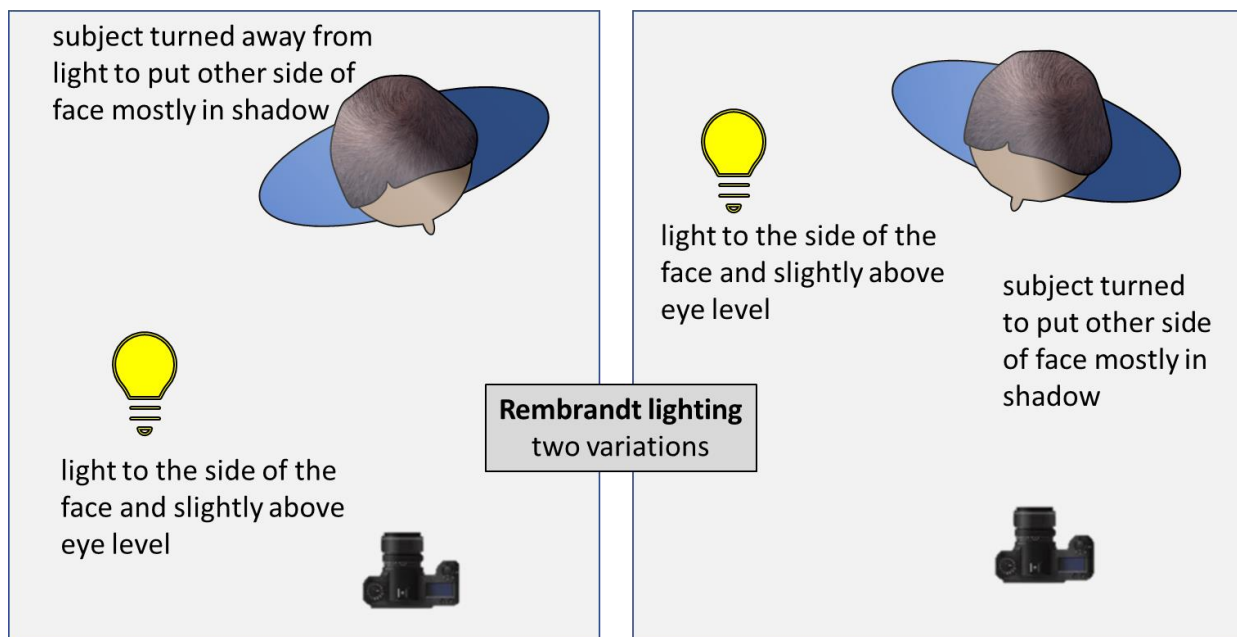 subject turned away from
light to put other side of
face mostly in shadow
light to the side of the
face and slightly above
eye level
Rembrandt lighting
two variations
light to the side of the
face and slightly above
eye level
subject turned
to put other side
of face mostly in
shadow